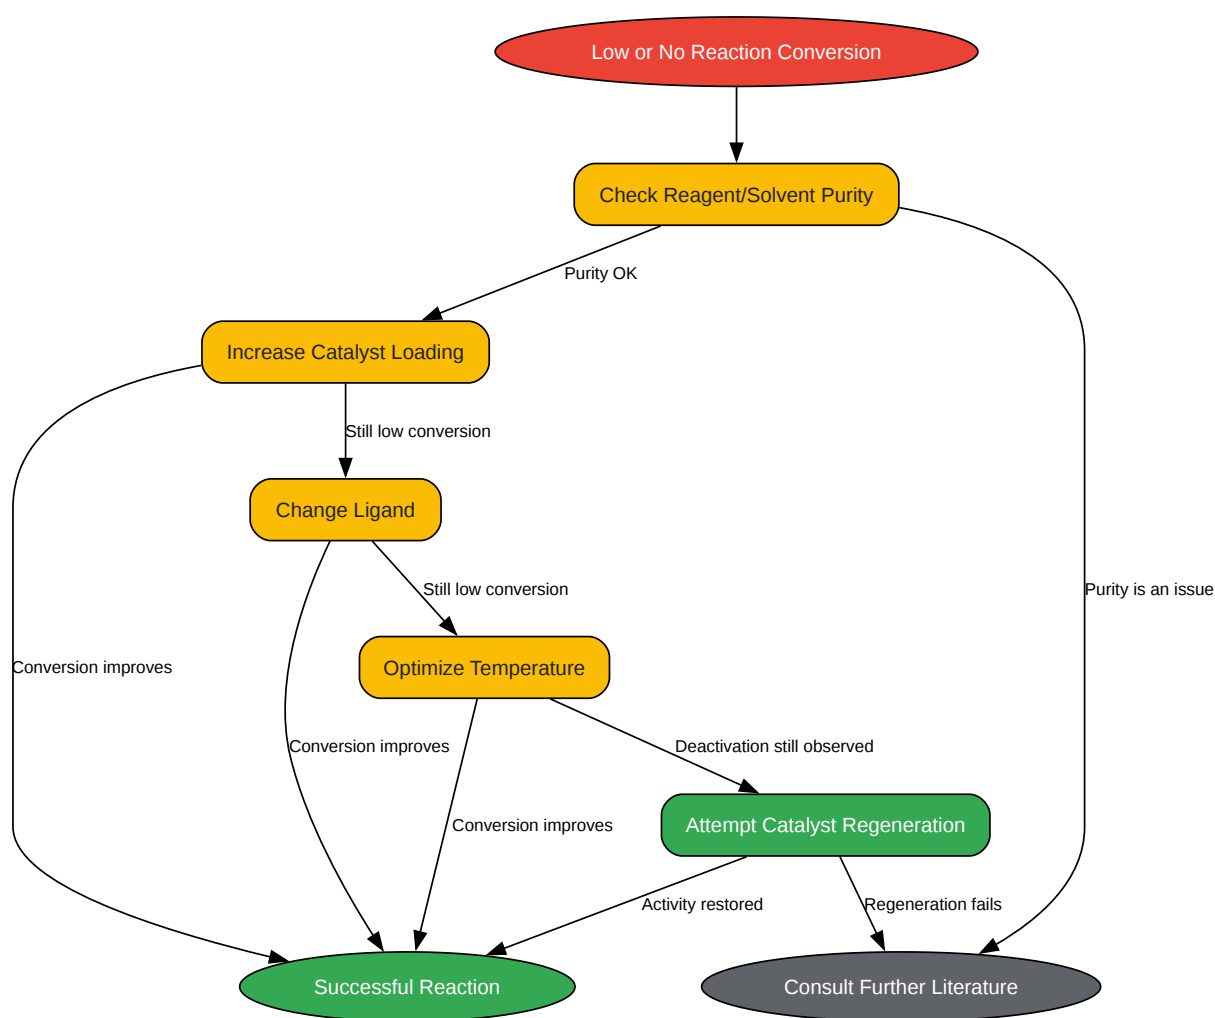 Low or No Reaction Conversion
Check Reagent/Solvent Purity
Purity OK
Increase Catalyst Loading
Still low conversion
Change Ligand
Still low conversion
Purity is an issue
Optimize Temperature
Conversion improves
Conversion improves
Deactivation still observed
Conversion improves
Attempt Catalyst Regeneration
Activity restored
Regeneration fails
Successful Reaction
Consult Further Literature